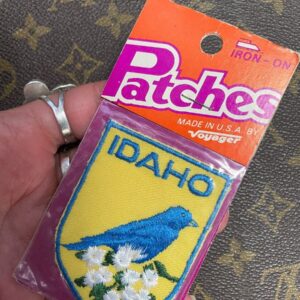 IRON-ON
Patches
MADE IN U.S.A. BY
Voyager
IDAHO